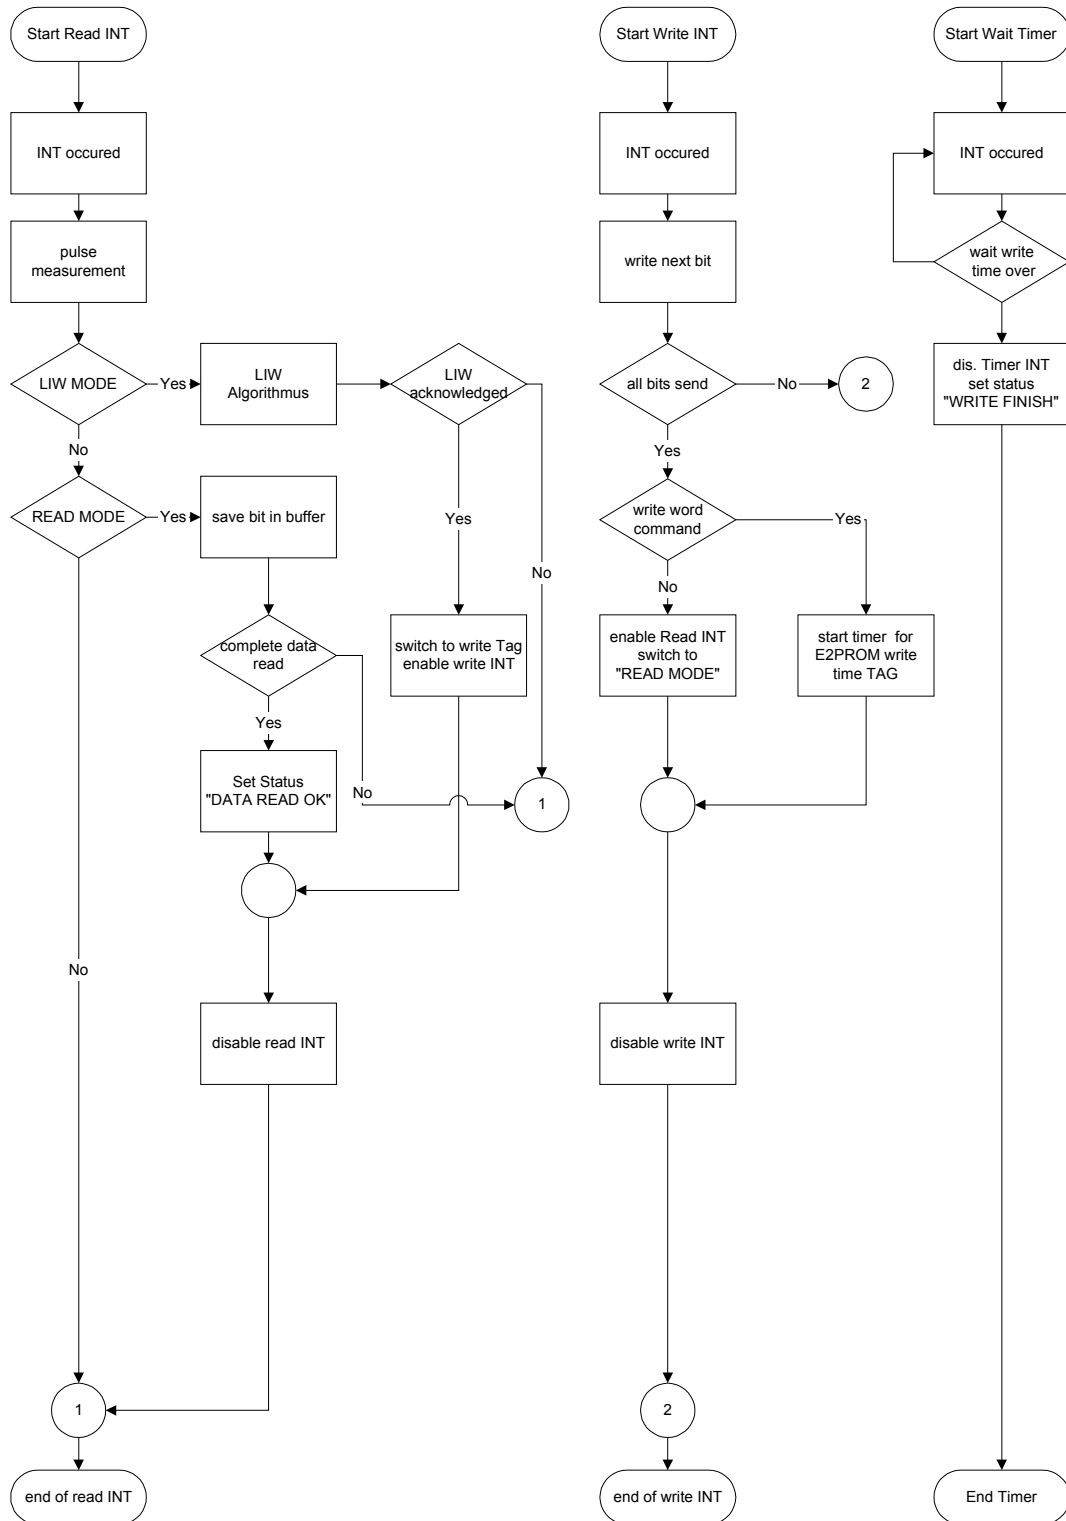 Start Read INT
INT occured
pulse
measurement
LIW MODE
Yes
LIW
Algorithmus
LIW
acknowledged
No
Yes
No
READ MODE
Yes
save bit in buffer
complete data
read
switch to write Tag
enable write INT
Yes
No
Set Status
"DATA READ OK"
1
No
disable read INT
1
end of read INT
Start Write INT
INT occured
write next bit
all bits send
No
2
Yes
write word
command
Yes
No
enable Read INT
switch to
"READ MODE"
start timer for
E2PROM write
time TAG
disable write INT
2
end of write INT
Start Wait Timer
INT occured
wait write
time over
dis. Timer INT
set status
"WRITE FINISH"
End Timer